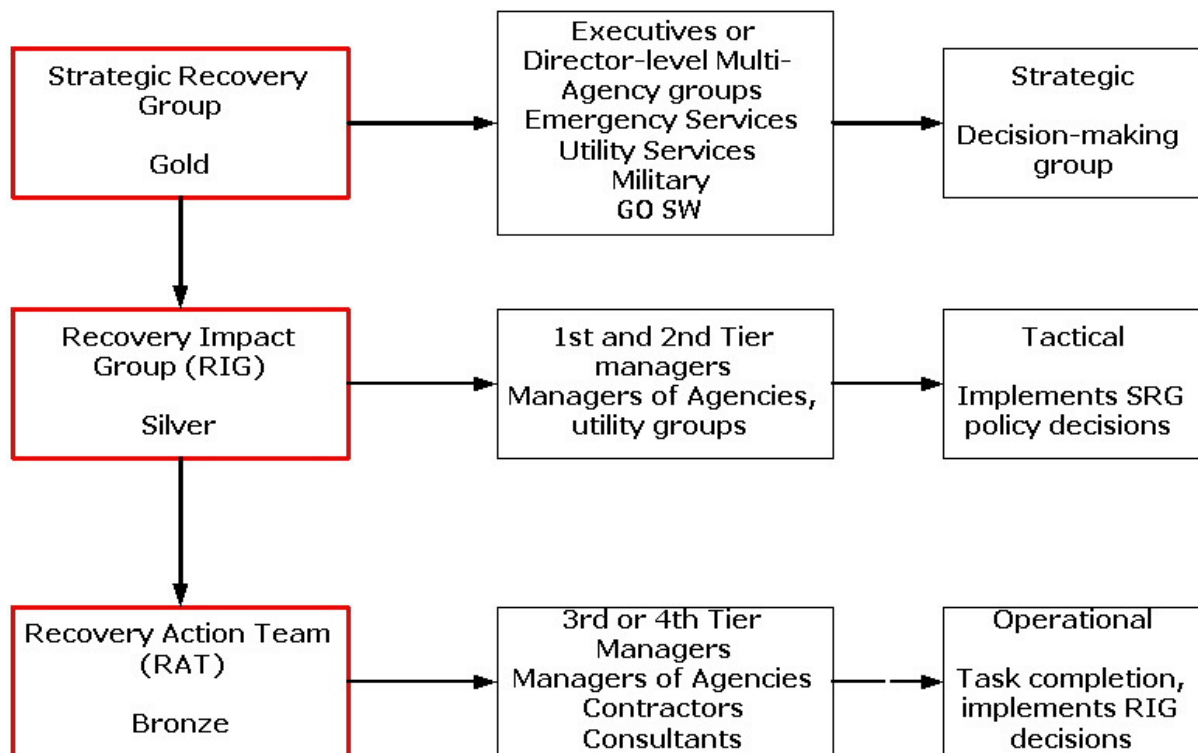 Strategic Recovery
Group
Gold
Executives or
Director-level Multi-
Agency groups
Emergency Services
Utility Services
Military
GO SW
Strategic
Decision-making
group
Recovery Impact
Group (RIG)
Silver
1st and 2nd Tier
managers
Managers of Agencies,
utility groups
Tactical
Implements SRG
policy decisions
Recovery Action Team
(RAT)
Bronze
3rd or 4th Tier
Managers
Managers of Agencies
Contractors
Consultants
Operational
Task completion,
implements RIG
decisions